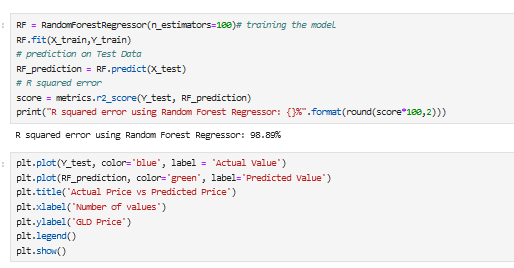 RF = RandomForestRegressor(n_estimators=100)# training the model
RF.fit(X_train,Y_train)
# prediction on Test Data
RF_prediction = RF.predict(X_test)
# R squared error
score = metrics.r2_score(Y_test, RF_prediction)
print("R squared error using Random Forest Regressor: {}%".format(round(score*100,2)))
R squared error using Random Forest Regressor: 98.89%
plt.plot(Y_test, color='blue', label = 'Actual Value')
plt.plot(RF_prediction, color='green', label='Predicted Value')
plt.title('Actual Price vs Predicted Price')
plt.xlabel('Number of values')
plt.ylabel('GLD Price')
plt.legend()
plt.show()